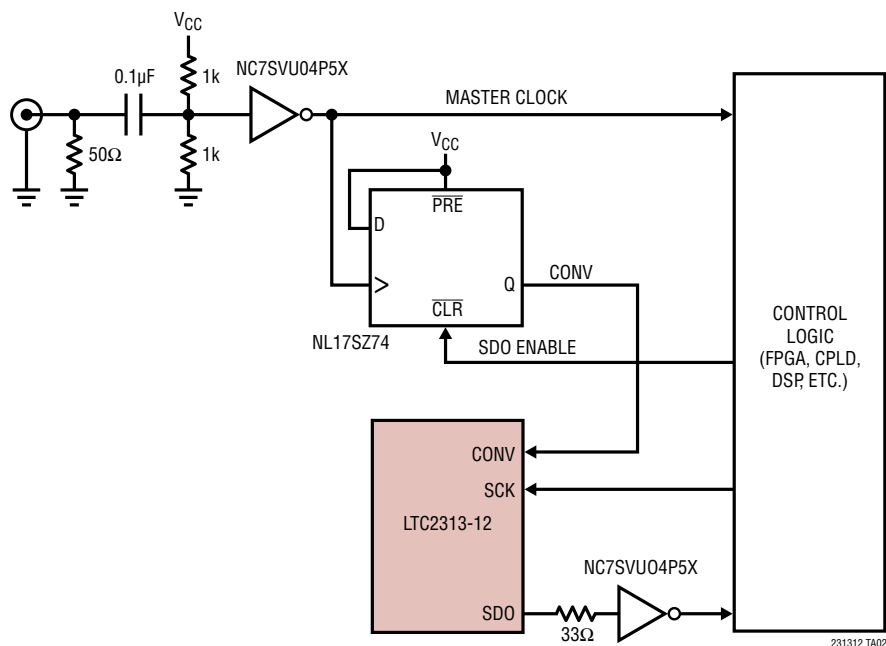 VCC
0.1µF
1k
NC7SVU04P5X
MASTER CLOCK
50Ω
1k
VCC
PRE
D
Q
CONV
CLR
NL17SZ74
SDO ENABLE
CONTROL
LOGIC
(FPGA, CPLD,
DSP, ETC.)
CONV
SCK
LTC2313-12
NC7SVUO4P5X
SDO
33Ω
231312 TA02